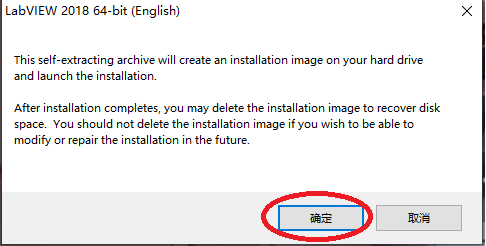 LabVIEW 2018 64-bit (English)
This self-extracting archive will create an installation image on your hard drive
and launch the installation.
After installation completes, you may delete the installation image to recover disk
space.  You should not delete the installation image if you wish to be able to
modify or repair the installation in the future.
确定 取消